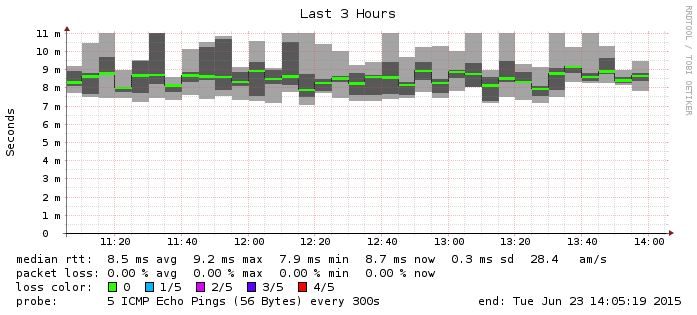 Last 3 Hours
RRDTOOL / TOBI OETIKER
Seconds
11 m
10 m
9 m
8 m
7 m
6 m
5 m
4 m
3 m
2 m
1 m
0
11:20 11:40 12:00 12:20 12:40 13:00 13:20 13:40 14:00
median rtt: 8.5 ms avg 9.2 ms max 7.9 ms min 8.7 ms now 0.3 ms sd 28.4 am/s
packet loss: 0.00 % avg 0.00 % max 0.00 % min 0.00 % now
loss color: 0 1/5 2/5 3/5 4/5
probe: 5 ICMP Echo Pings (56 Bytes) every 300s end: Tue Jun 23 14:05:19 2015